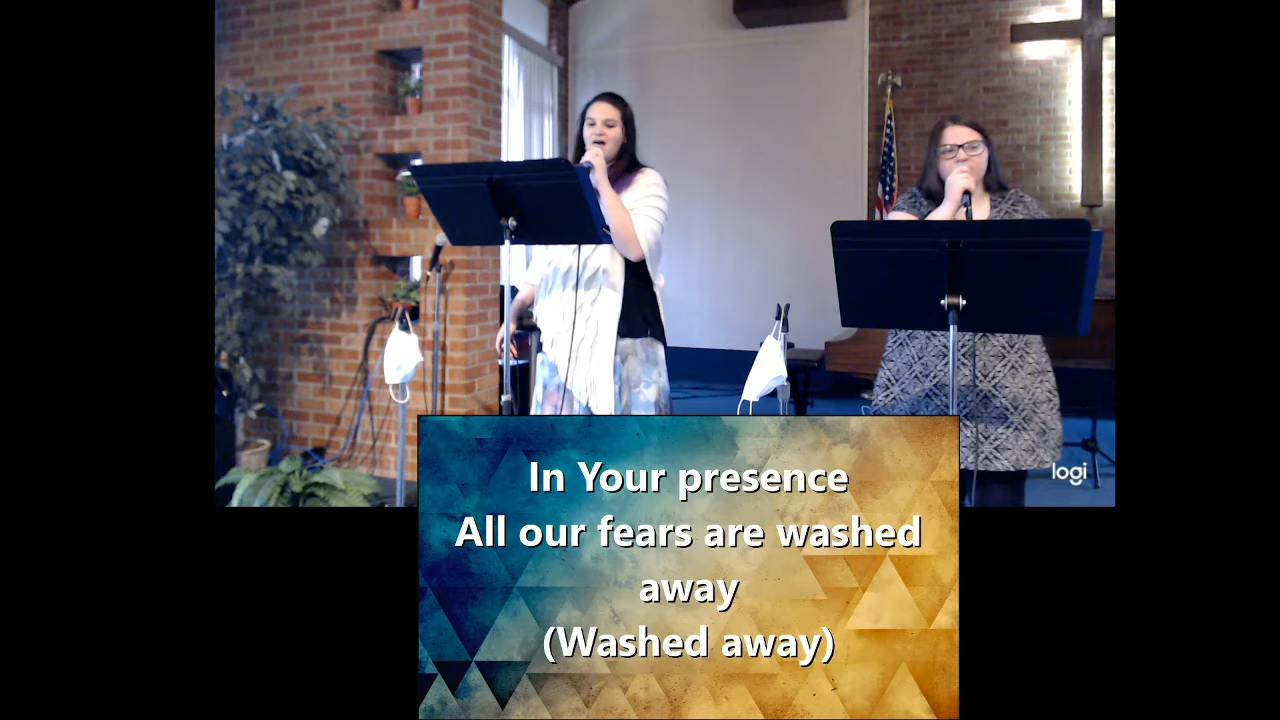 logi
In Your presence
All our fears are washed
away
(Washed away)